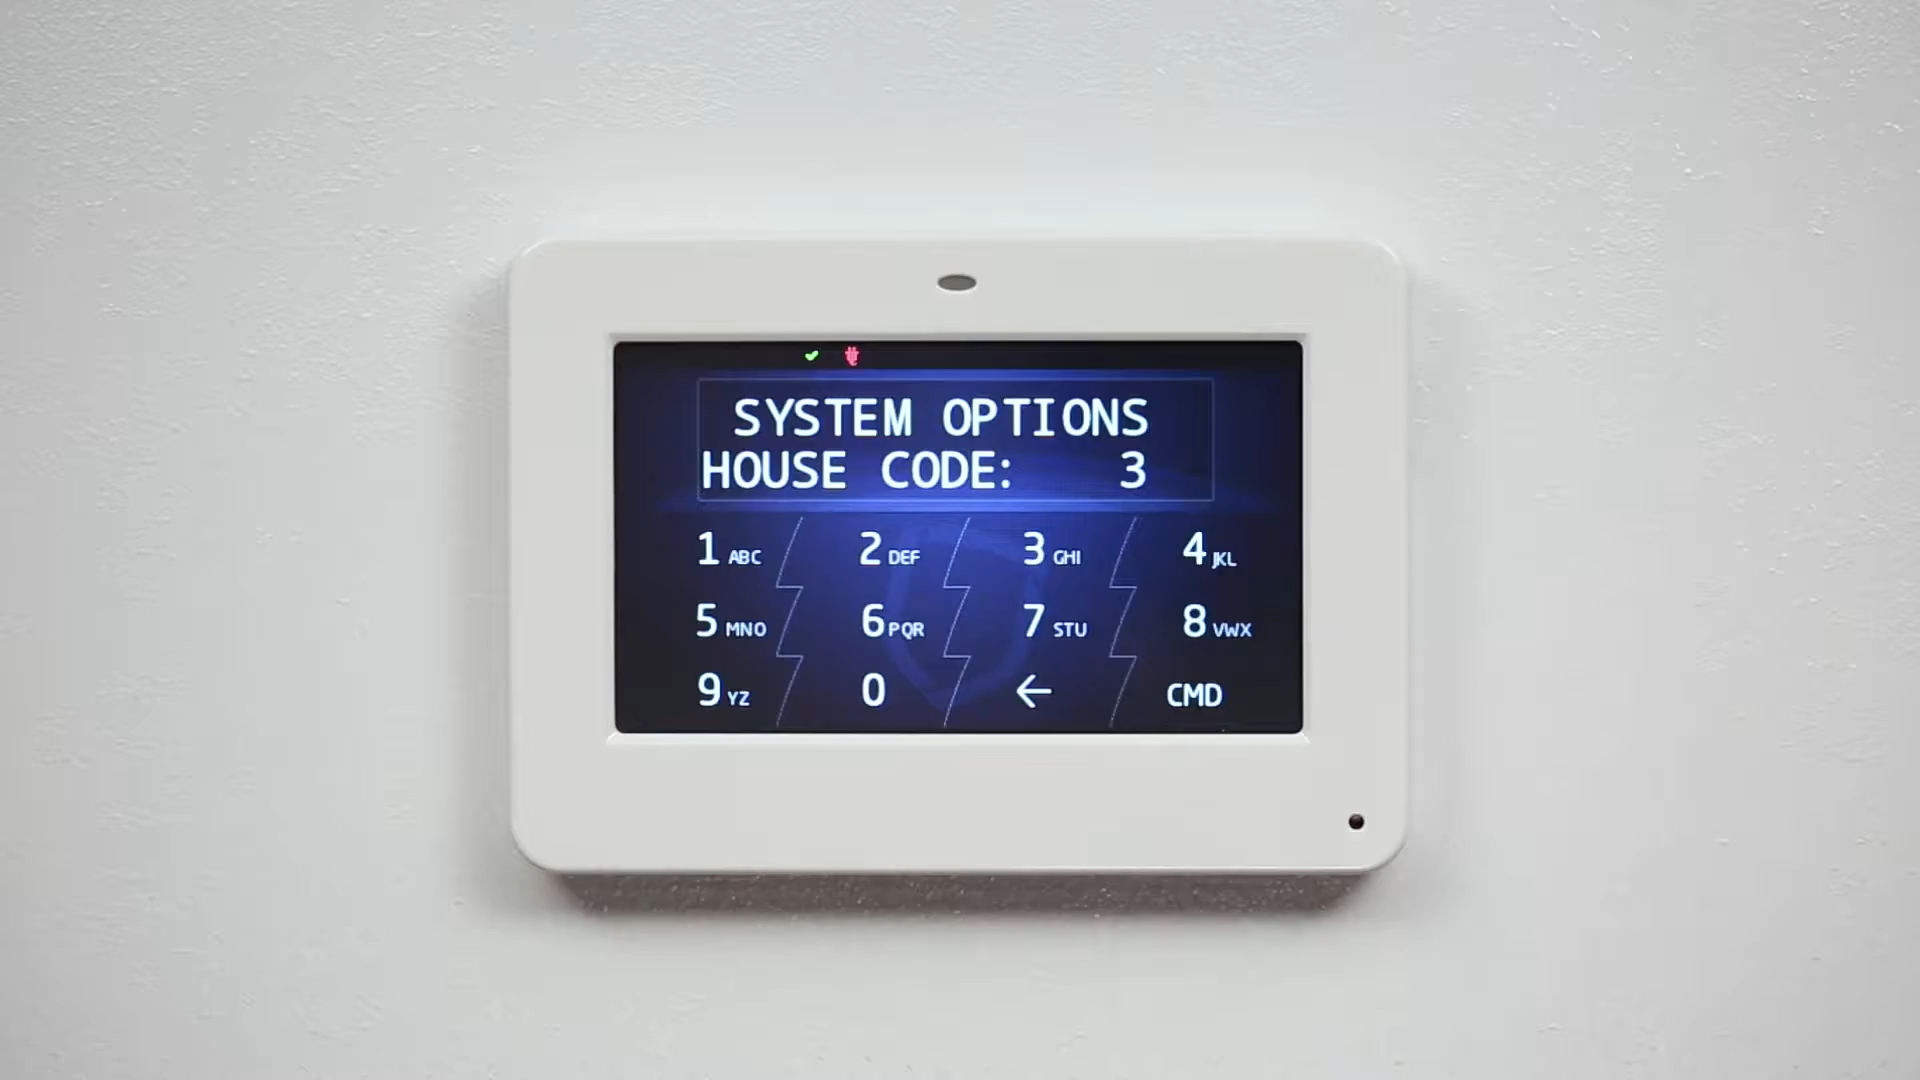 SYSTEM OPTIONS
HOUSE CODE: 3
1 ABC 2 DEF 3 GHI 4 JKL
5 MNO 6 PQR 7 STU 8 VWX
9 YZ 0 ← CMD